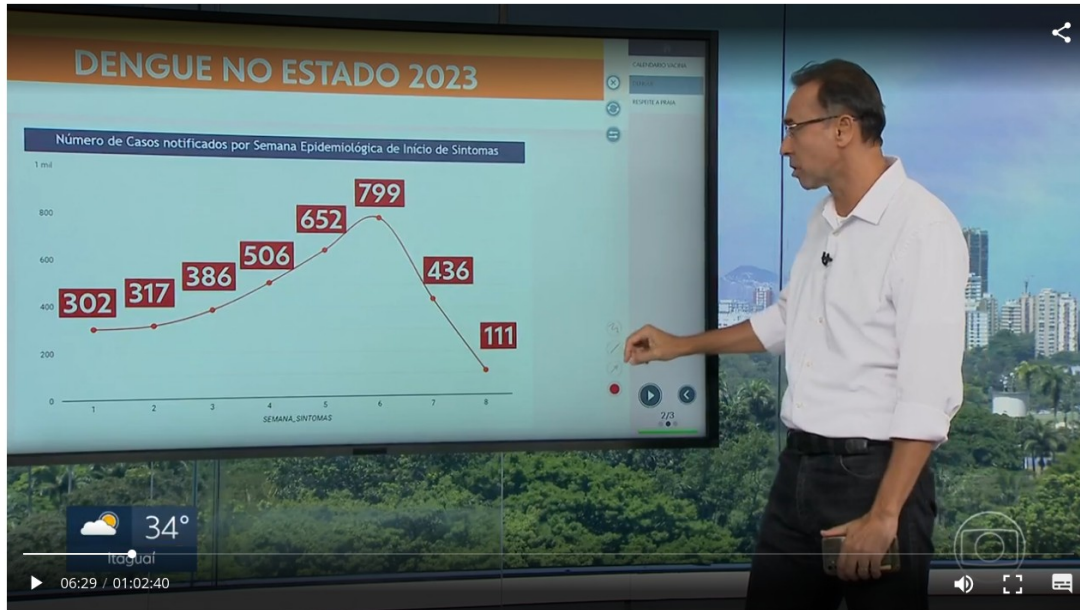 DENGUE NO ESTADO 2023
CALENDÁRIO VACINA
RESPEITE A PRAIA
Número de Casos notificados por Semana Epidemiológica de Início de Sintomas
1 mil
800
600
400
200
0
302
317
386
506
652
799
436
111
1 2 3 4 5 6 7 8
SEMANA_SINTOMAS
2/3
34°
Itaguaí
06:29 / 01:02:40